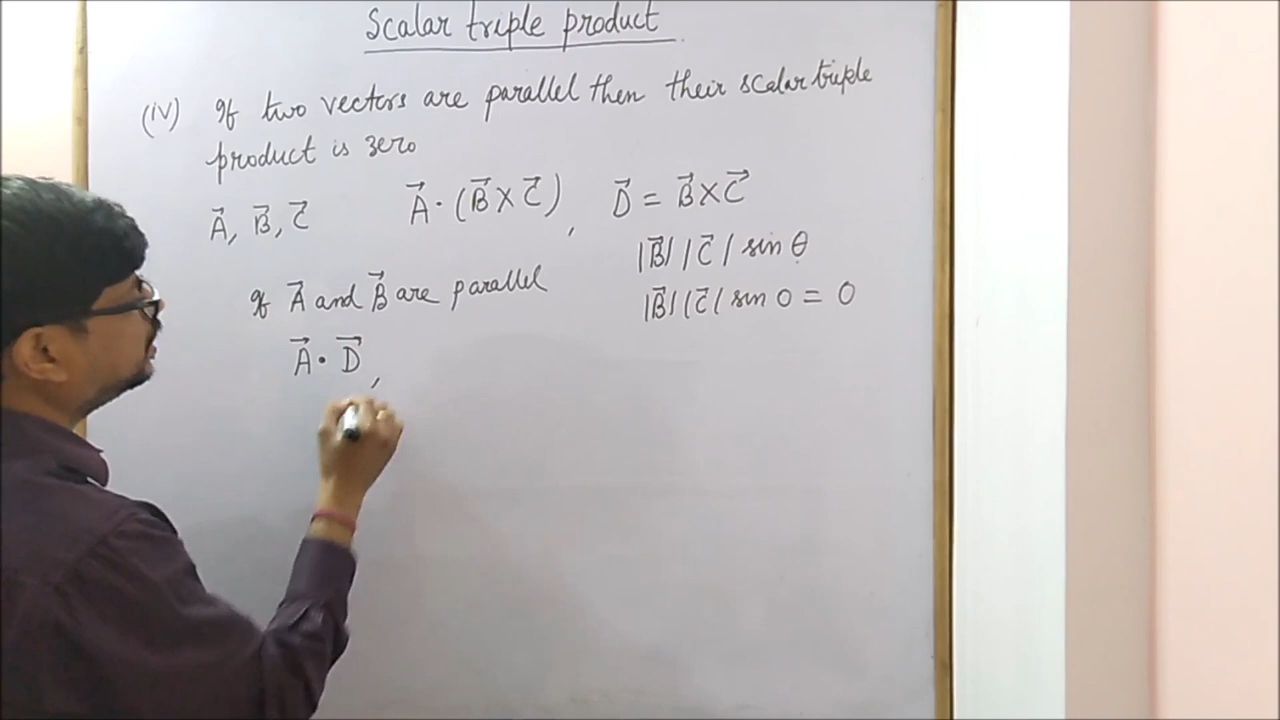 Scalar triple product
(iv) If two vectors are parallel then their scalar triple
product is zero
A⃗, B⃗, C⃗ A⃗ · (B⃗ × C⃗), D⃗ = B⃗ × C⃗
|B⃗| |C⃗| sin θ
If A⃗ and B⃗ are parallel
|B⃗| |C⃗| sin 0 = 0
A⃗ · D⃗,